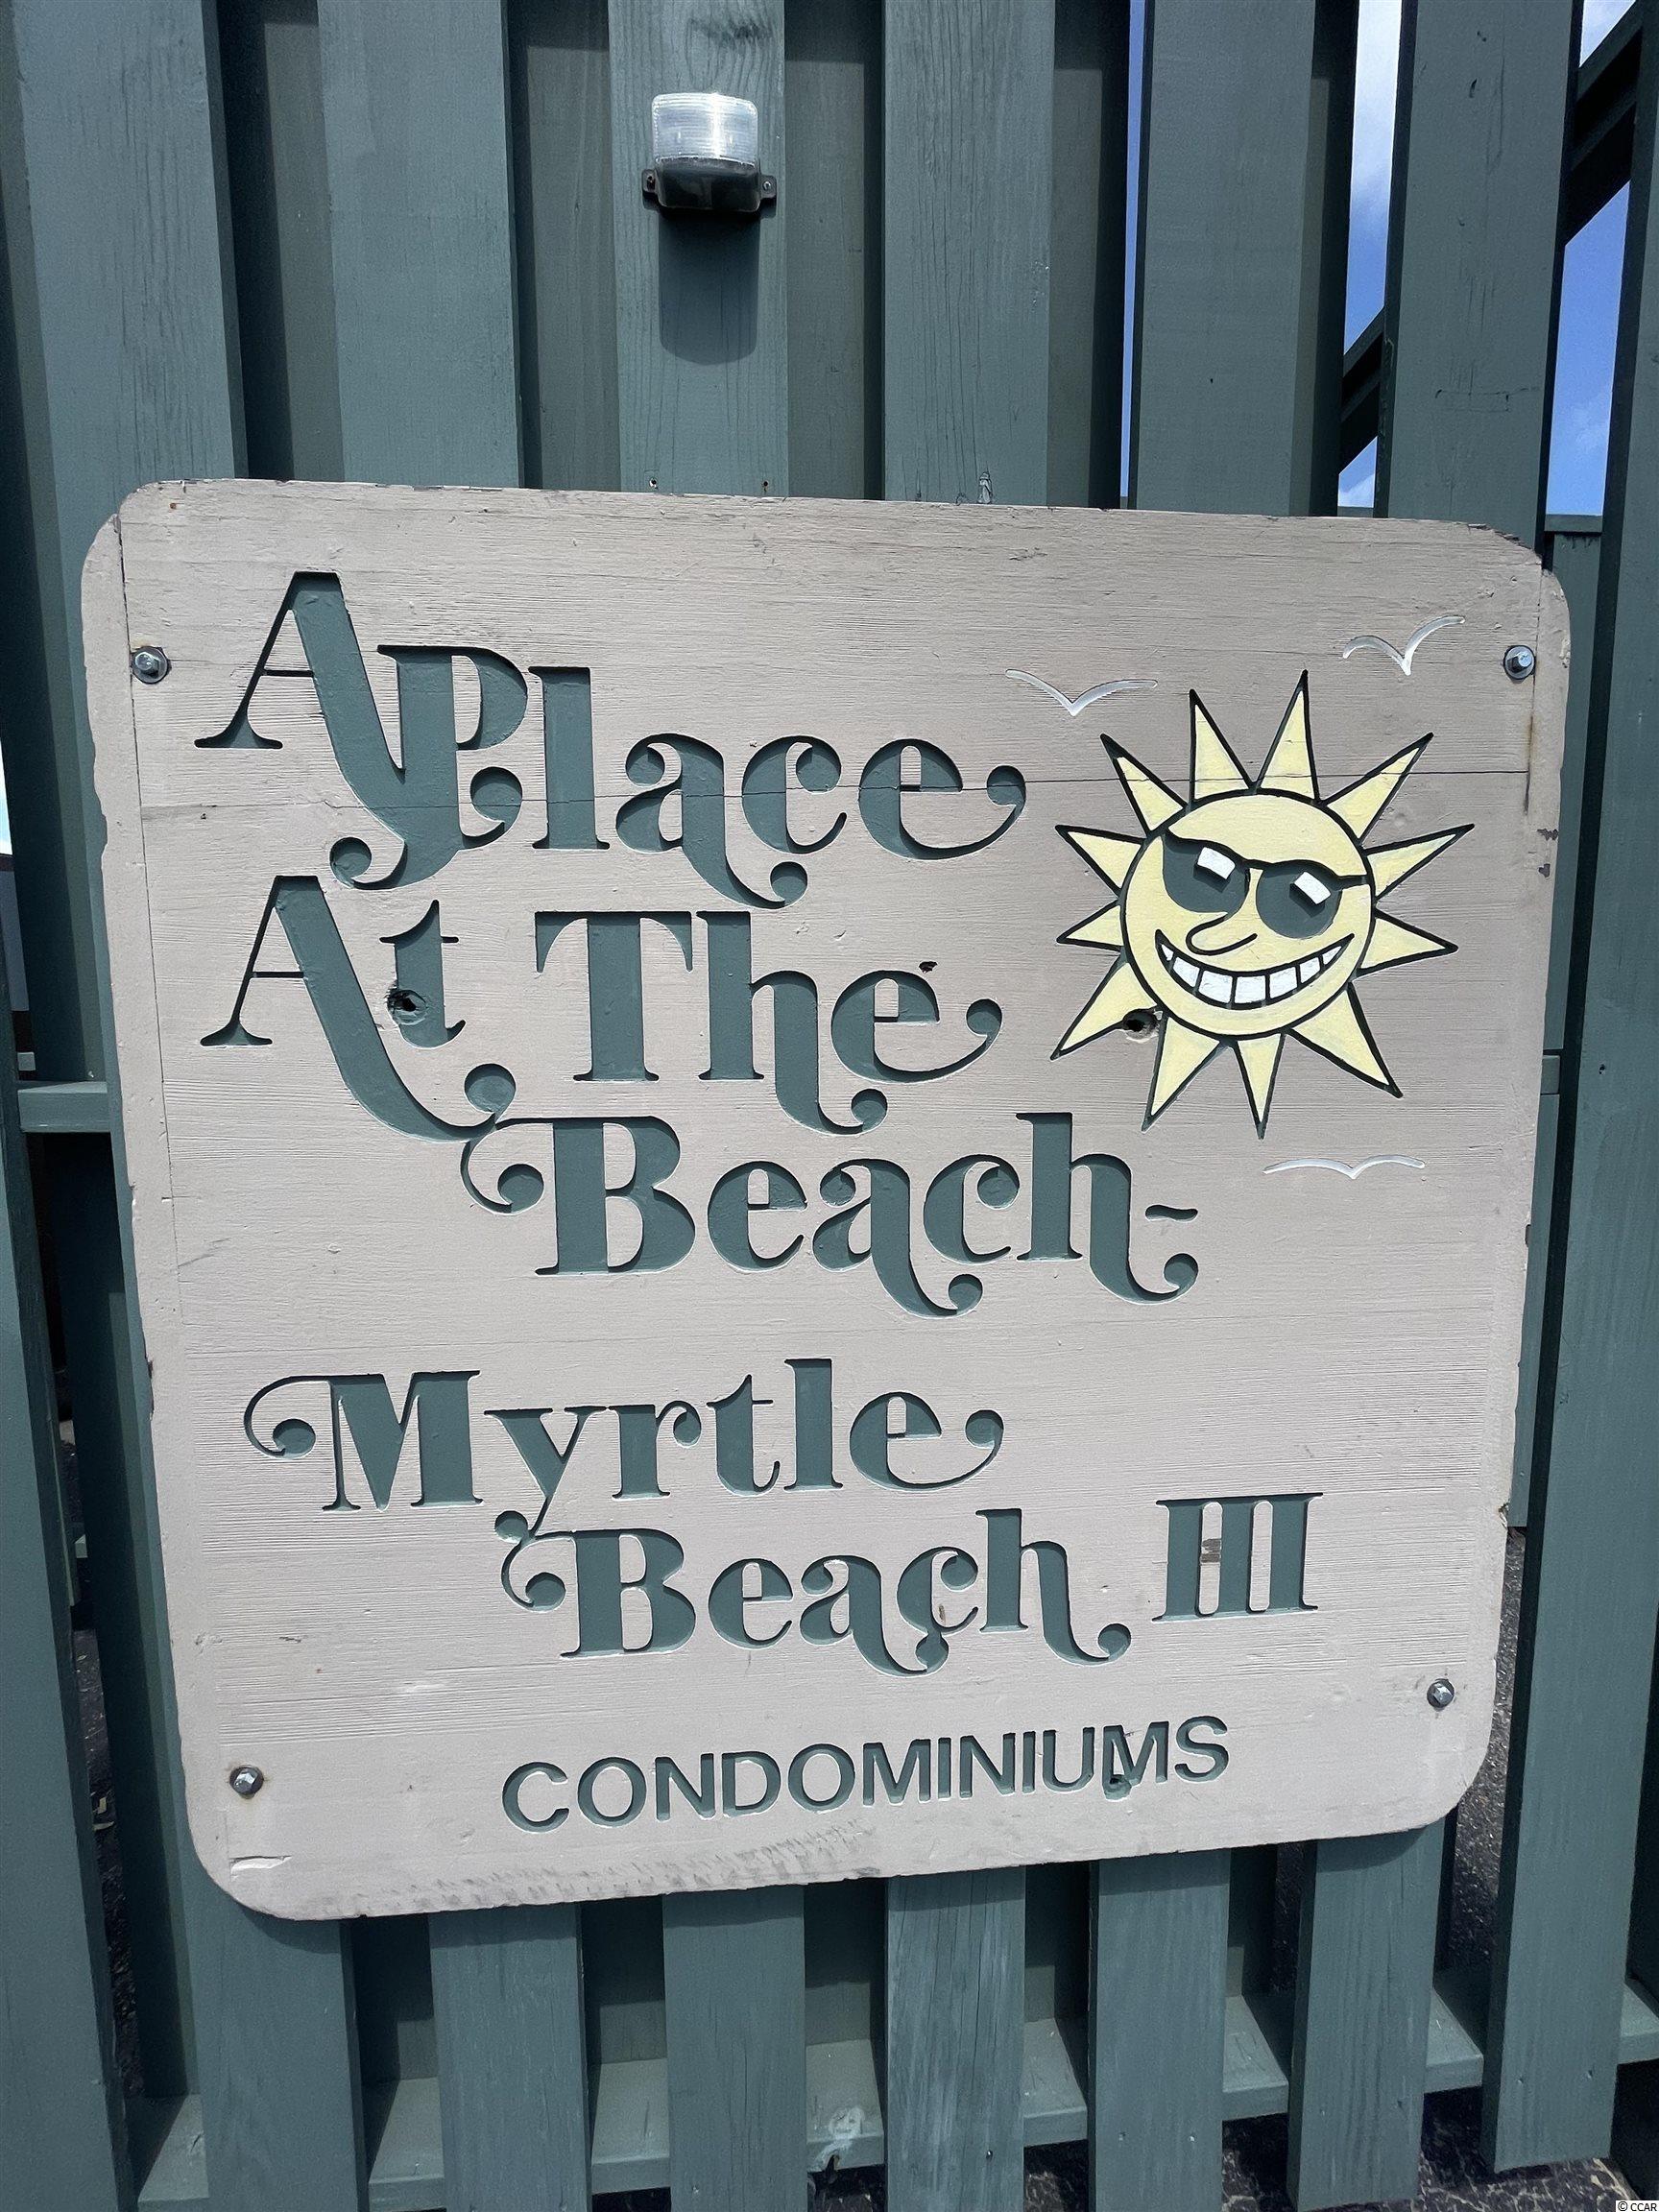 A Place
At The
Beach-
Myrtle
Beach III
CONDOMINIUMS
© CCAR